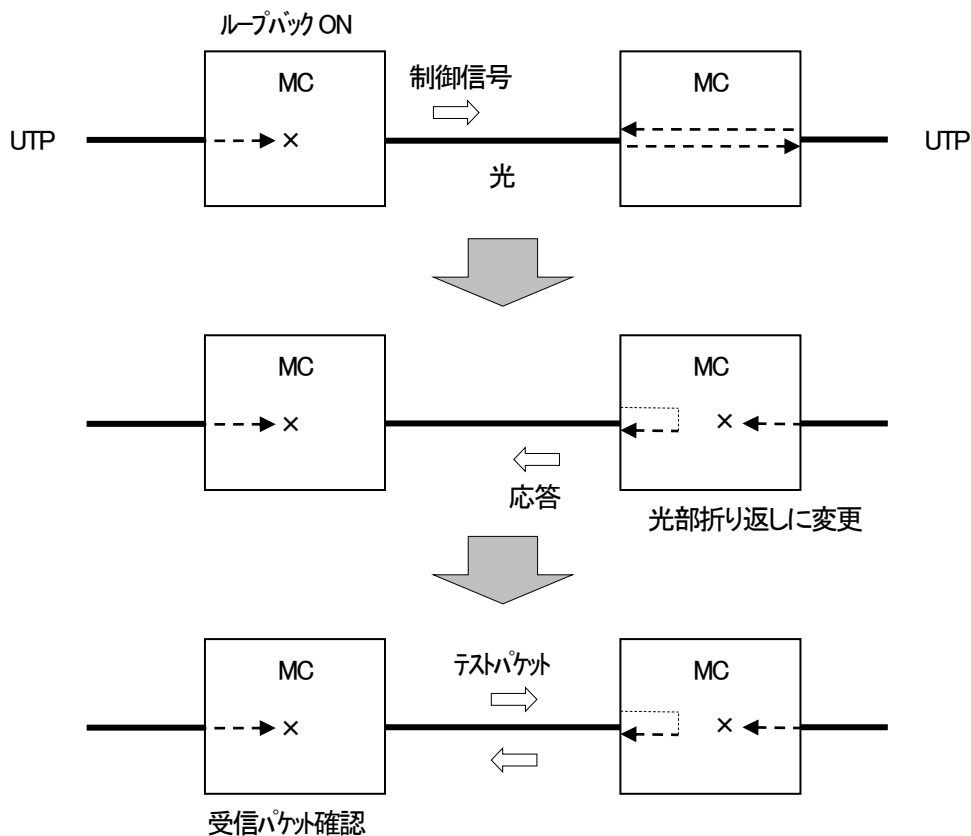 ループバック ON
MC
制御信号
MC
UTP
UTP
光
MC
MC
応答
光部折り返しに変更
MC
テストパケット
MC
受信パケット確認